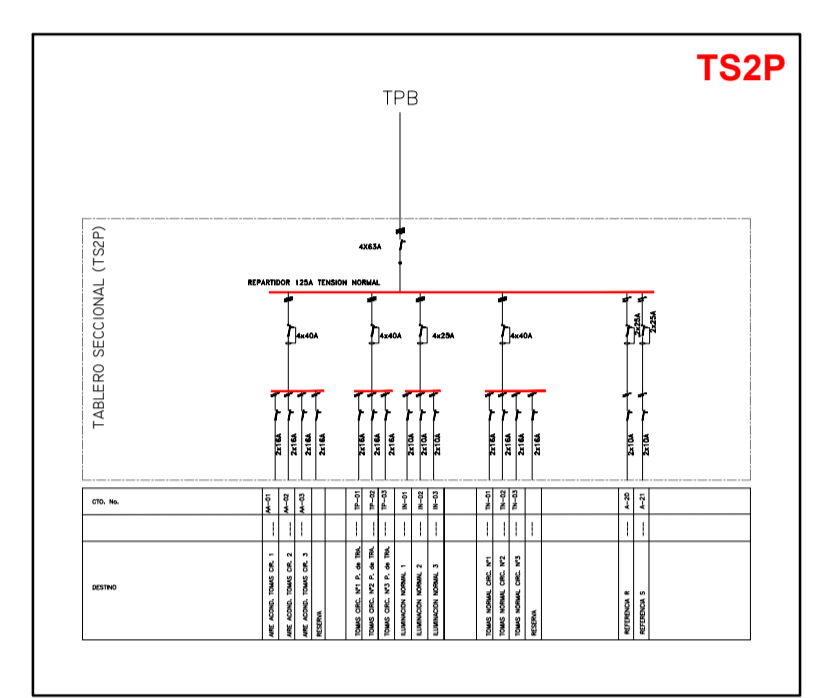 TS2P
TPB
TABLERO SECCIONAL (TS2P)
4X63A
REPARTIDOR 125A TENSION NORMAL
4x40A
4x40A
4x25A
4x40A
2x25A
2x25A
2x16A
2x16A
2x16A
2x16A
2x16A
2x16A
2x16A
2x10A
2x10A
2x10A
2x16A
2x16A
2x16A
2x16A
2x10A
2x10A
CTO. No.
AA-01
AA-02
AA-03
TP-01
TP-02
TP-03
IN-01
IN-02
IN-03
TN-01
TN-02
TN-03
A-20
A-21
---
---
---
---
---
---
---
---
---
---
---
---
---
---
DESTINO
AIRE ACOND. TOMAS CIR. 1
AIRE ACOND. TOMAS CIR. 2
AIRE ACOND. TOMAS CIR. 3
RESERVA
TOMAS CIRC. Nº1 P. de TRA.
TOMAS CIRC. Nº2 P. de TRA.
TOMAS CIRC. Nº3 P. de TRA.
ILUMINACION NORMAL 1
ILUMINACION NORMAL 2
ILUMINACION NORMAL 3
TOMAS NORMAL CIRC. Nº1
TOMAS NORMAL CIRC. Nº2
TOMAS NORMAL CIRC. Nº3
RESERVA
REFERENCIA R
REFERENCIA S